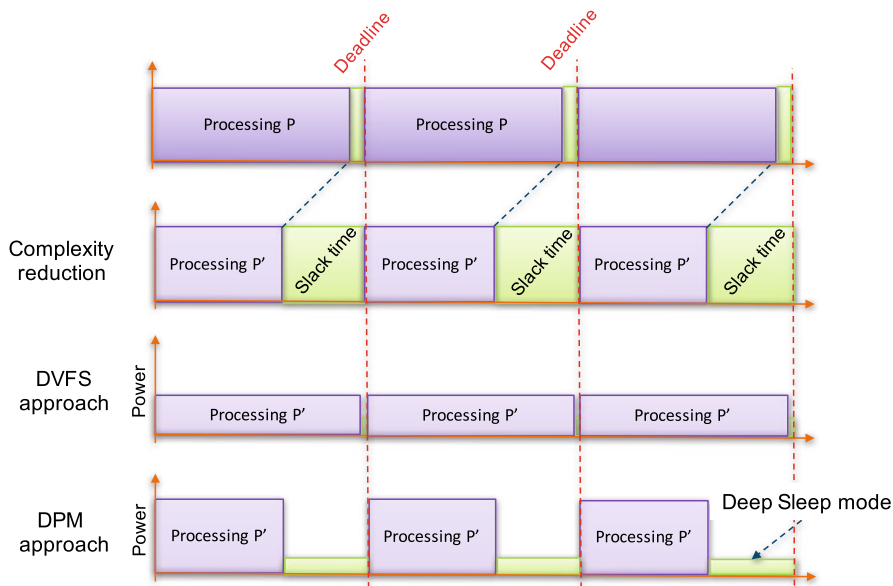 Deadline
Deadline
Processing P
Processing P
Complexity
reduction
Processing P’
Slack time
Processing P’
Slack time
Processing P’
Slack time
DVFS
approach
Power
Processing P’
Processing P’
Processing P’
DPM
approach
Power
Processing P’
Processing P’
Processing P’
Deep Sleep mode